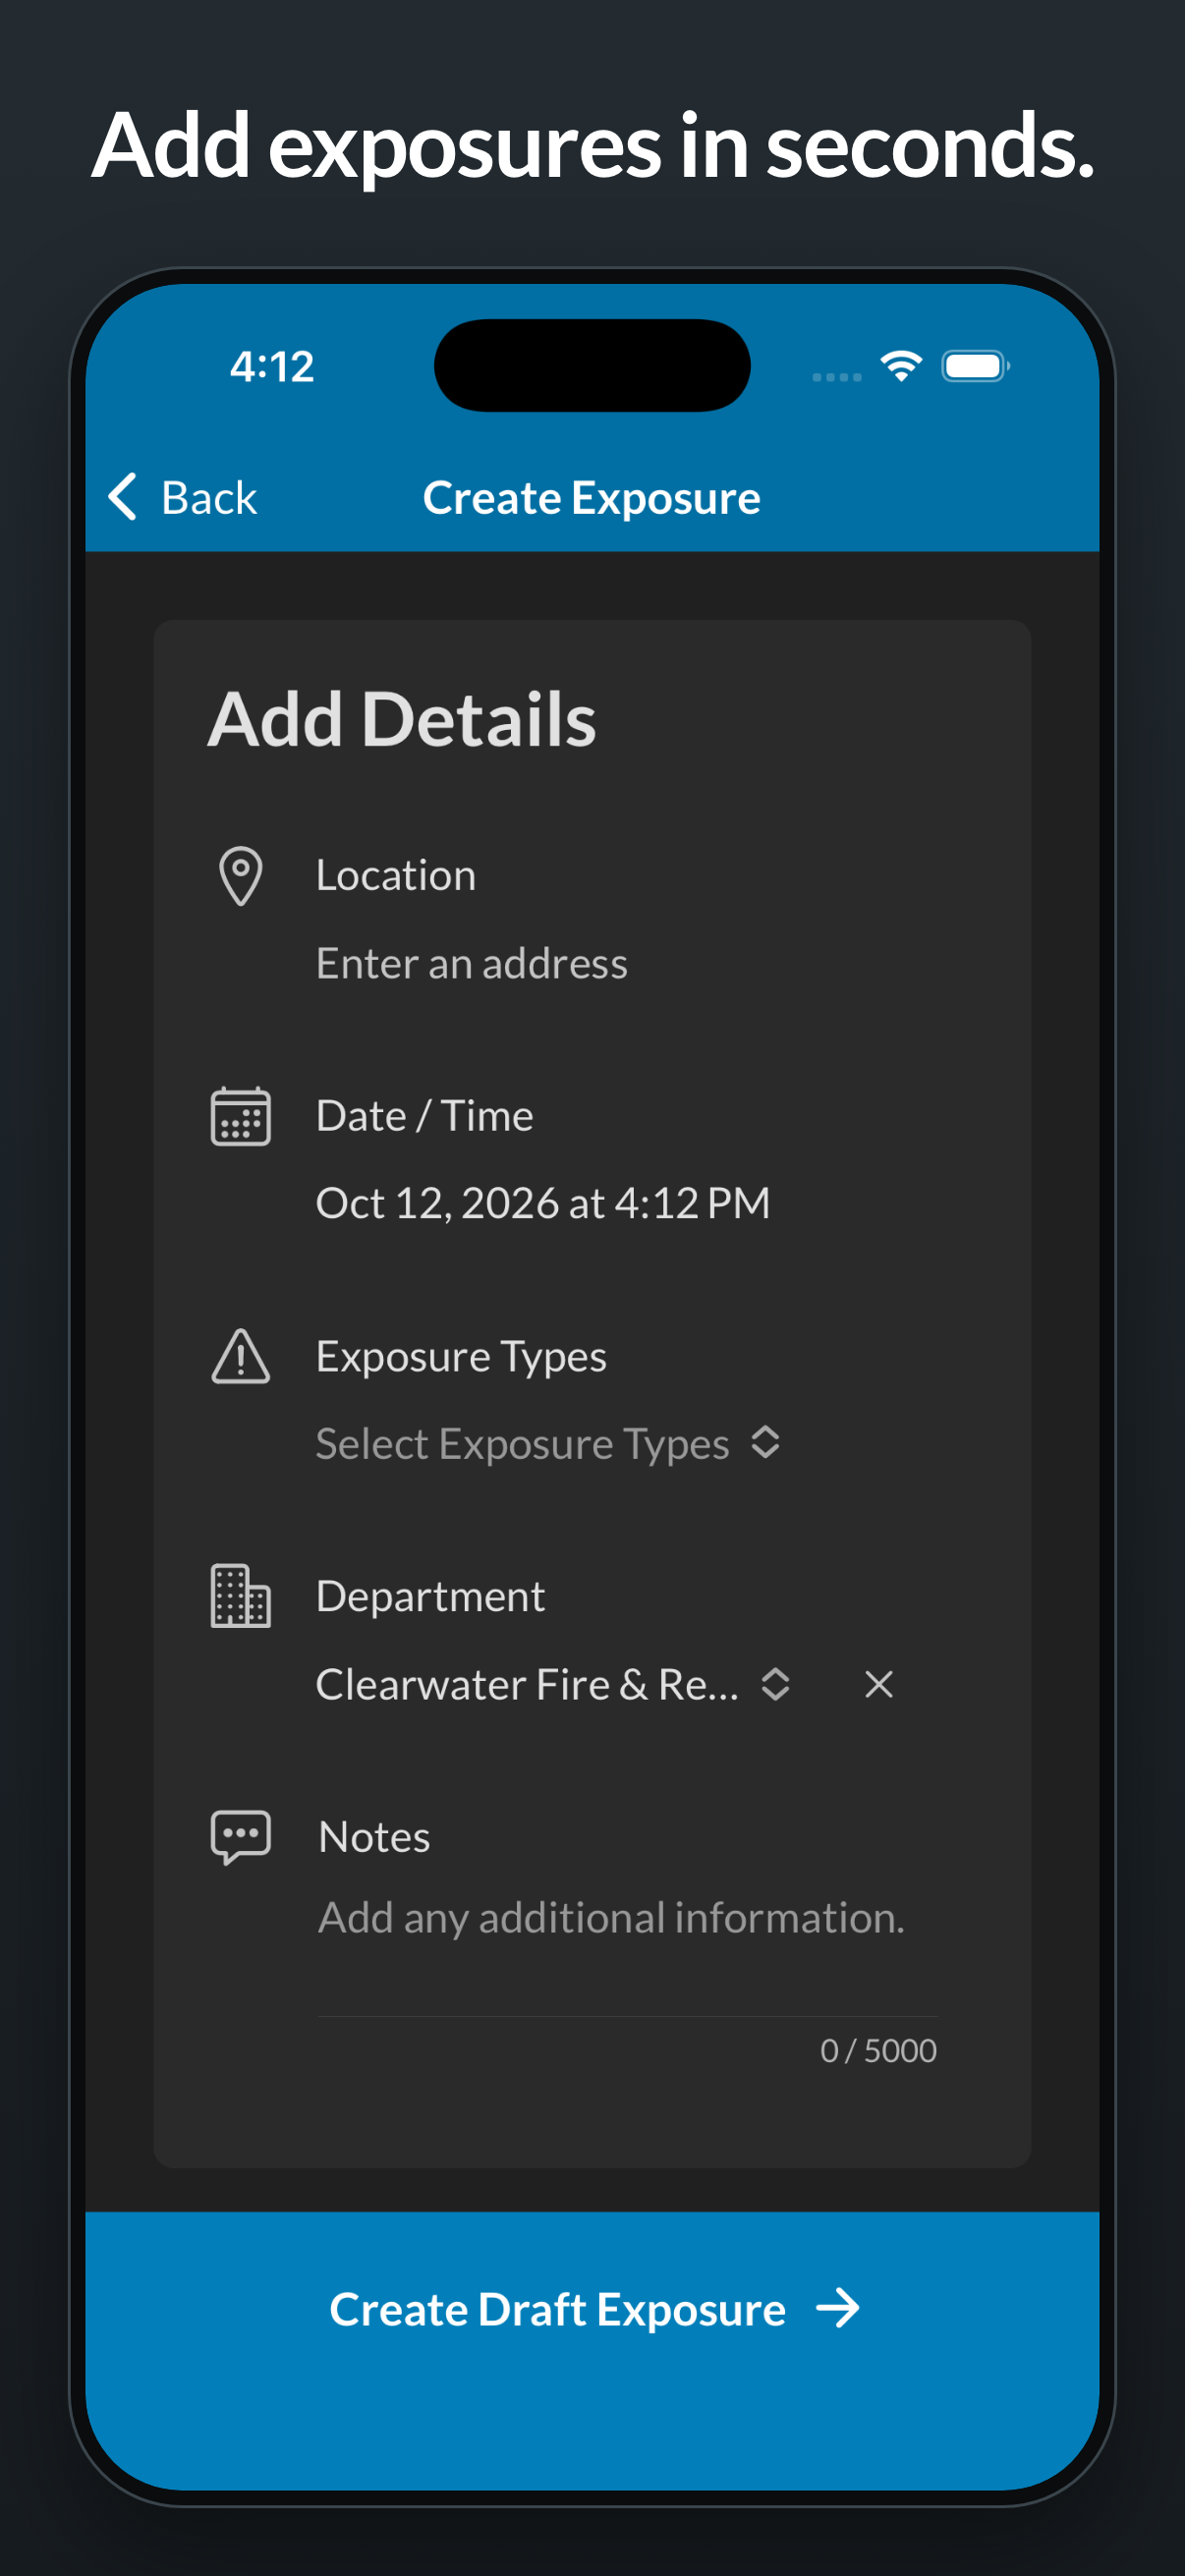 Add exposures in seconds.
4:12
Back
Create Exposure
Add Details
Location
Enter an address
Date / Time
Oct 12, 2026 at 4:12 PM
Exposure Types
Select Exposure Types
Department
Clearwater Fire & Re...
Notes
Add any additional information.
0 / 5000
Create Draft Exposure